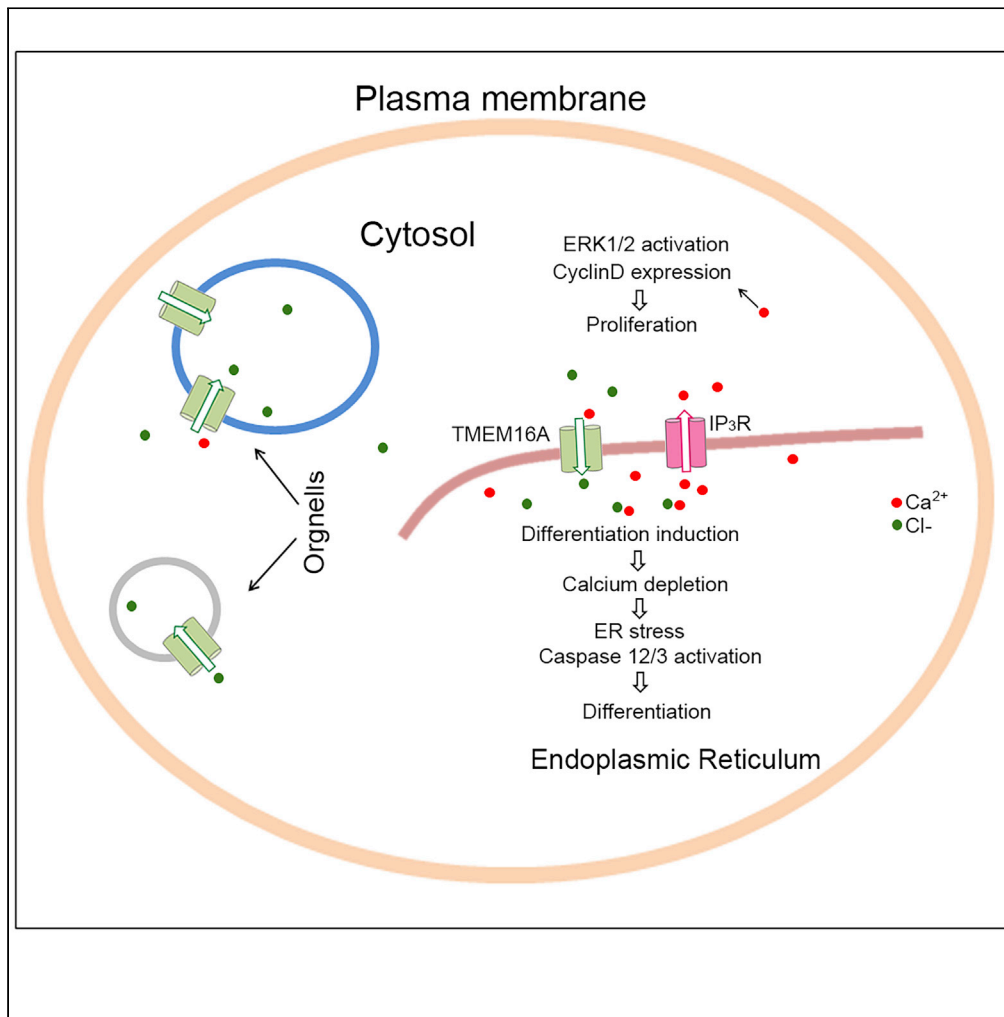 Plasma membrane
Cytosol
ERK1/2 activation
CyclinD expression
Proliferation
TMEM16A
IP₃R
Orgnells
Ca²⁺
Cl-
Differentiation induction
Calcium depletion
ER stress
Caspase 12/3 activation
Differentiation
Endoplasmic Reticulum